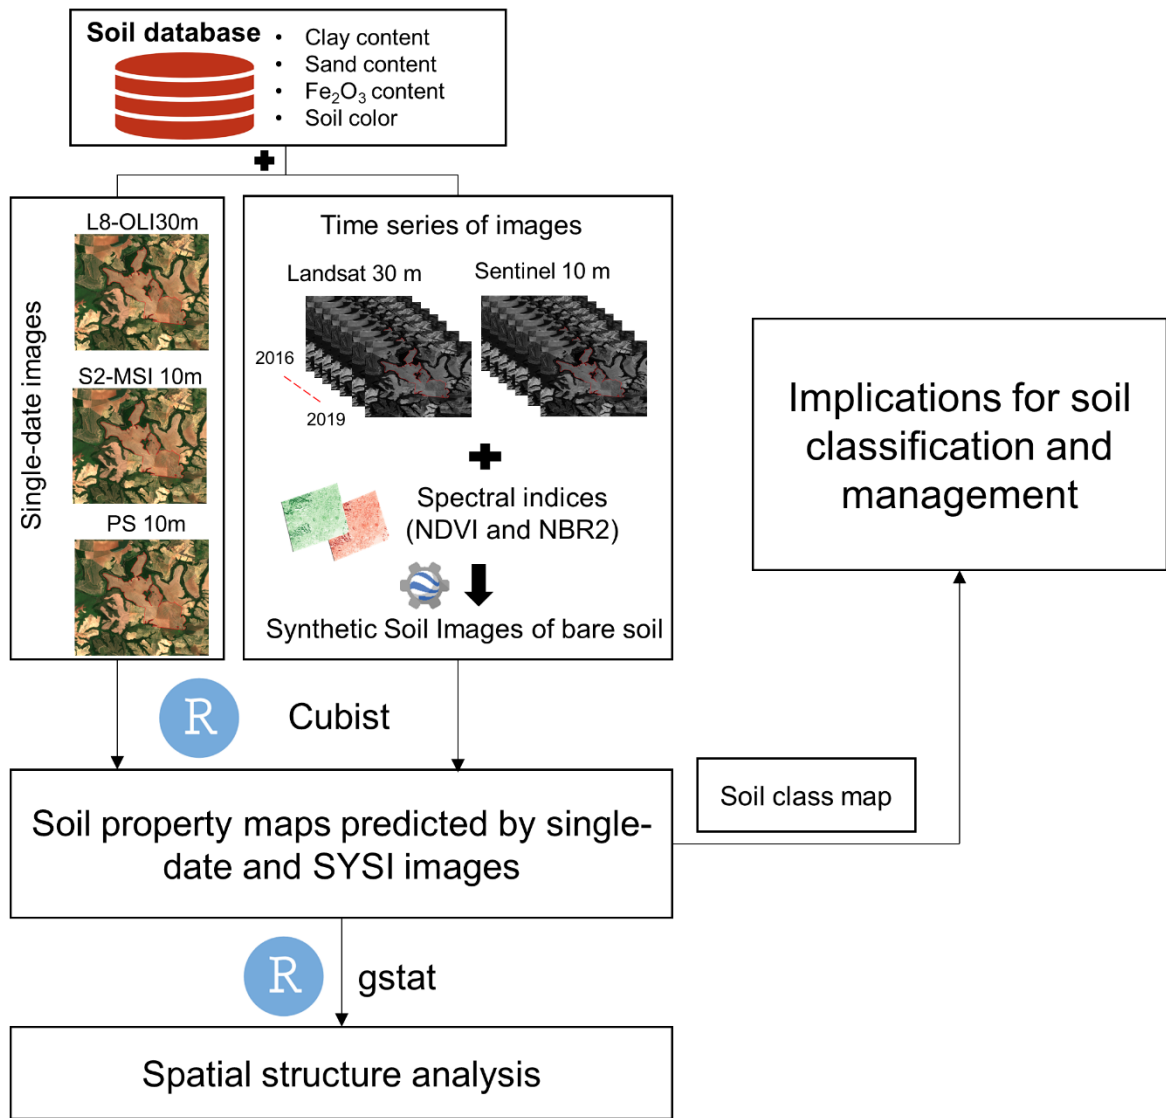 Soil database
• Clay content
• Sand content
• Fe₂O₃ content
• Soil color
Single-date images
L8-OLI30m
S2-MSI 10m
PS 10m
Time series of images
Landsat 30 m
Sentinel 10 m
2016
2019
Spectral indices
(NDVI and NBR2)
Synthetic Soil Images of bare soil
R
Cubist
Soil property maps predicted by single-
date and SYSI images
Soil class map
Implications for soil
classification and
management
R
gstat
Spatial structure analysis